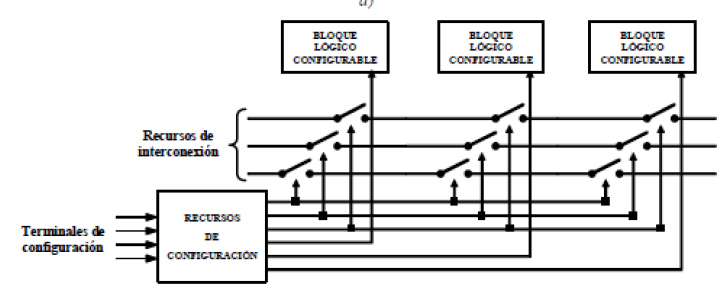 a)
BLOQUE
LÓGICO
CONFIGURABLE
BLOQUE
LÓGICO
CONFIGURABLE
BLOQUE
LÓGICO
CONFIGURABLE
Recursos de
interconexión
Terminales de
configuración
RECURSOS
DE
CONFIGURACIÓN